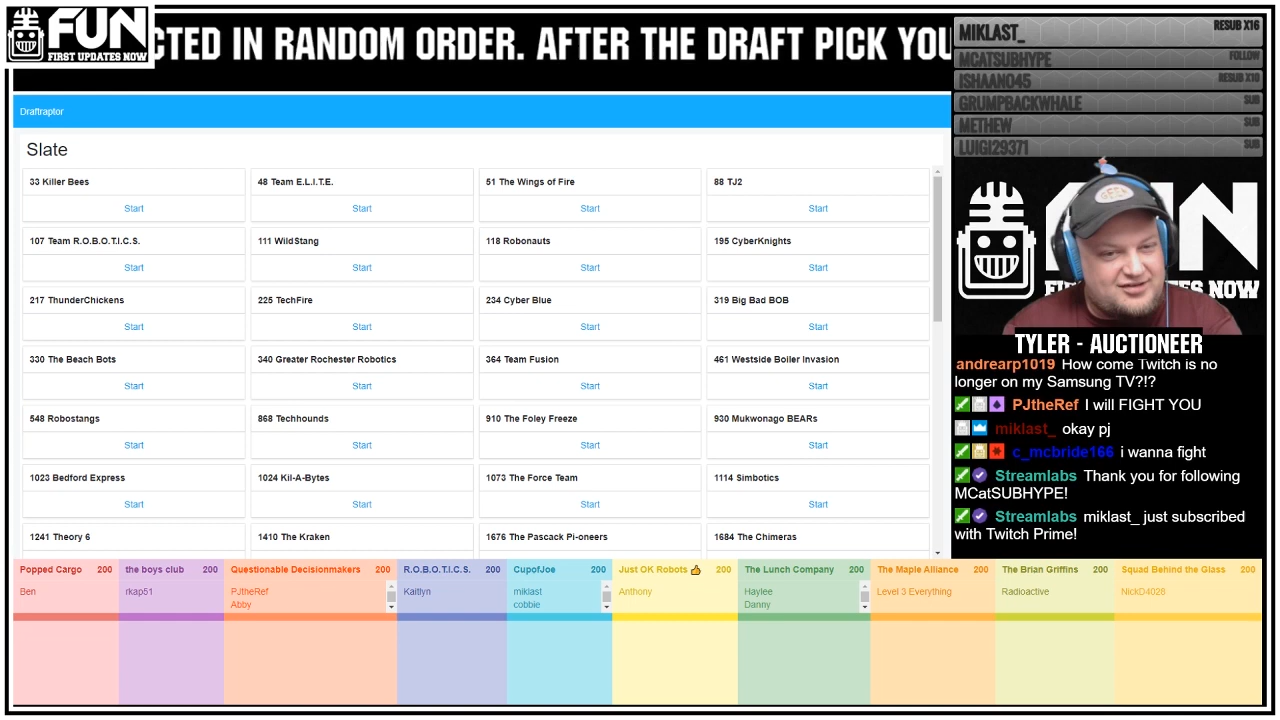 FUN
FIRST UPDATES NOW
CTED IN RANDOM ORDER. AFTER THE DRAFT PICK YOU
MIKLAST_ RESUB X16
MCATSUBHYPE FOLLOW
ISHAAN045 RESUB X10
GRUMPBACKWHALE SUB
METHEW SUB
LUIGI29371 SUB
Draftraptor
Slate
33 Killer Bees
48 Team E.L.I.T.E.
51 The Wings of Fire
88 TJ2
Start
Start
Start
Start
107 Team R.O.B.O.T.I.C.S.
111 WildStang
118 Robonauts
195 CyberKnights
Start
Start
Start
Start
217 ThunderChickens
225 TechFire
234 Cyber Blue
319 Big Bad BOB
Start
Start
Start
Start
330 The Beach Bots
340 Greater Rochester Robotics
364 Team Fusion
461 Westside Boiler Invasion
Start
Start
Start
Start
548 Robostangs
868 Techhounds
910 The Foley Freeze
930 Mukwonago BEARs
Start
Start
Start
Start
1023 Bedford Express
1024 Kil-A-Bytes
1073 The Force Team
1114 Simbotics
Start
Start
Start
Start
1241 Theory 6
1410 The Kraken
1676 The Pascack Pi-oneers
1684 The Chimeras
TYLER - AUCTIONEER
andrearp1019 How come Twitch is no
longer on my Samsung TV?!?
PJtheRef I will FIGHT YOU
miklast_ okay pj
c_mcbride166 i wanna fight
Streamlabs Thank you for following
MCatSUBHYPE!
Streamlabs miklast_ just subscribed
with Twitch Prime!
Popped Cargo 200
Ben
the boys club 200
rkap51
Questionable Decisionmakers 200
PJtheRef
Abby
R.O.B.O.T.I.C.S. 200
Kaitlyn
CupofJoe 200
miklast
cobbie
Just OK Robots 👍 200
Anthony
The Lunch Company 200
Haylee
Danny
The Maple Alliance 200
Level 3 Everything
The Brian Griffins 200
Radioactive
Squad Behind the Glass 200
NickD4028